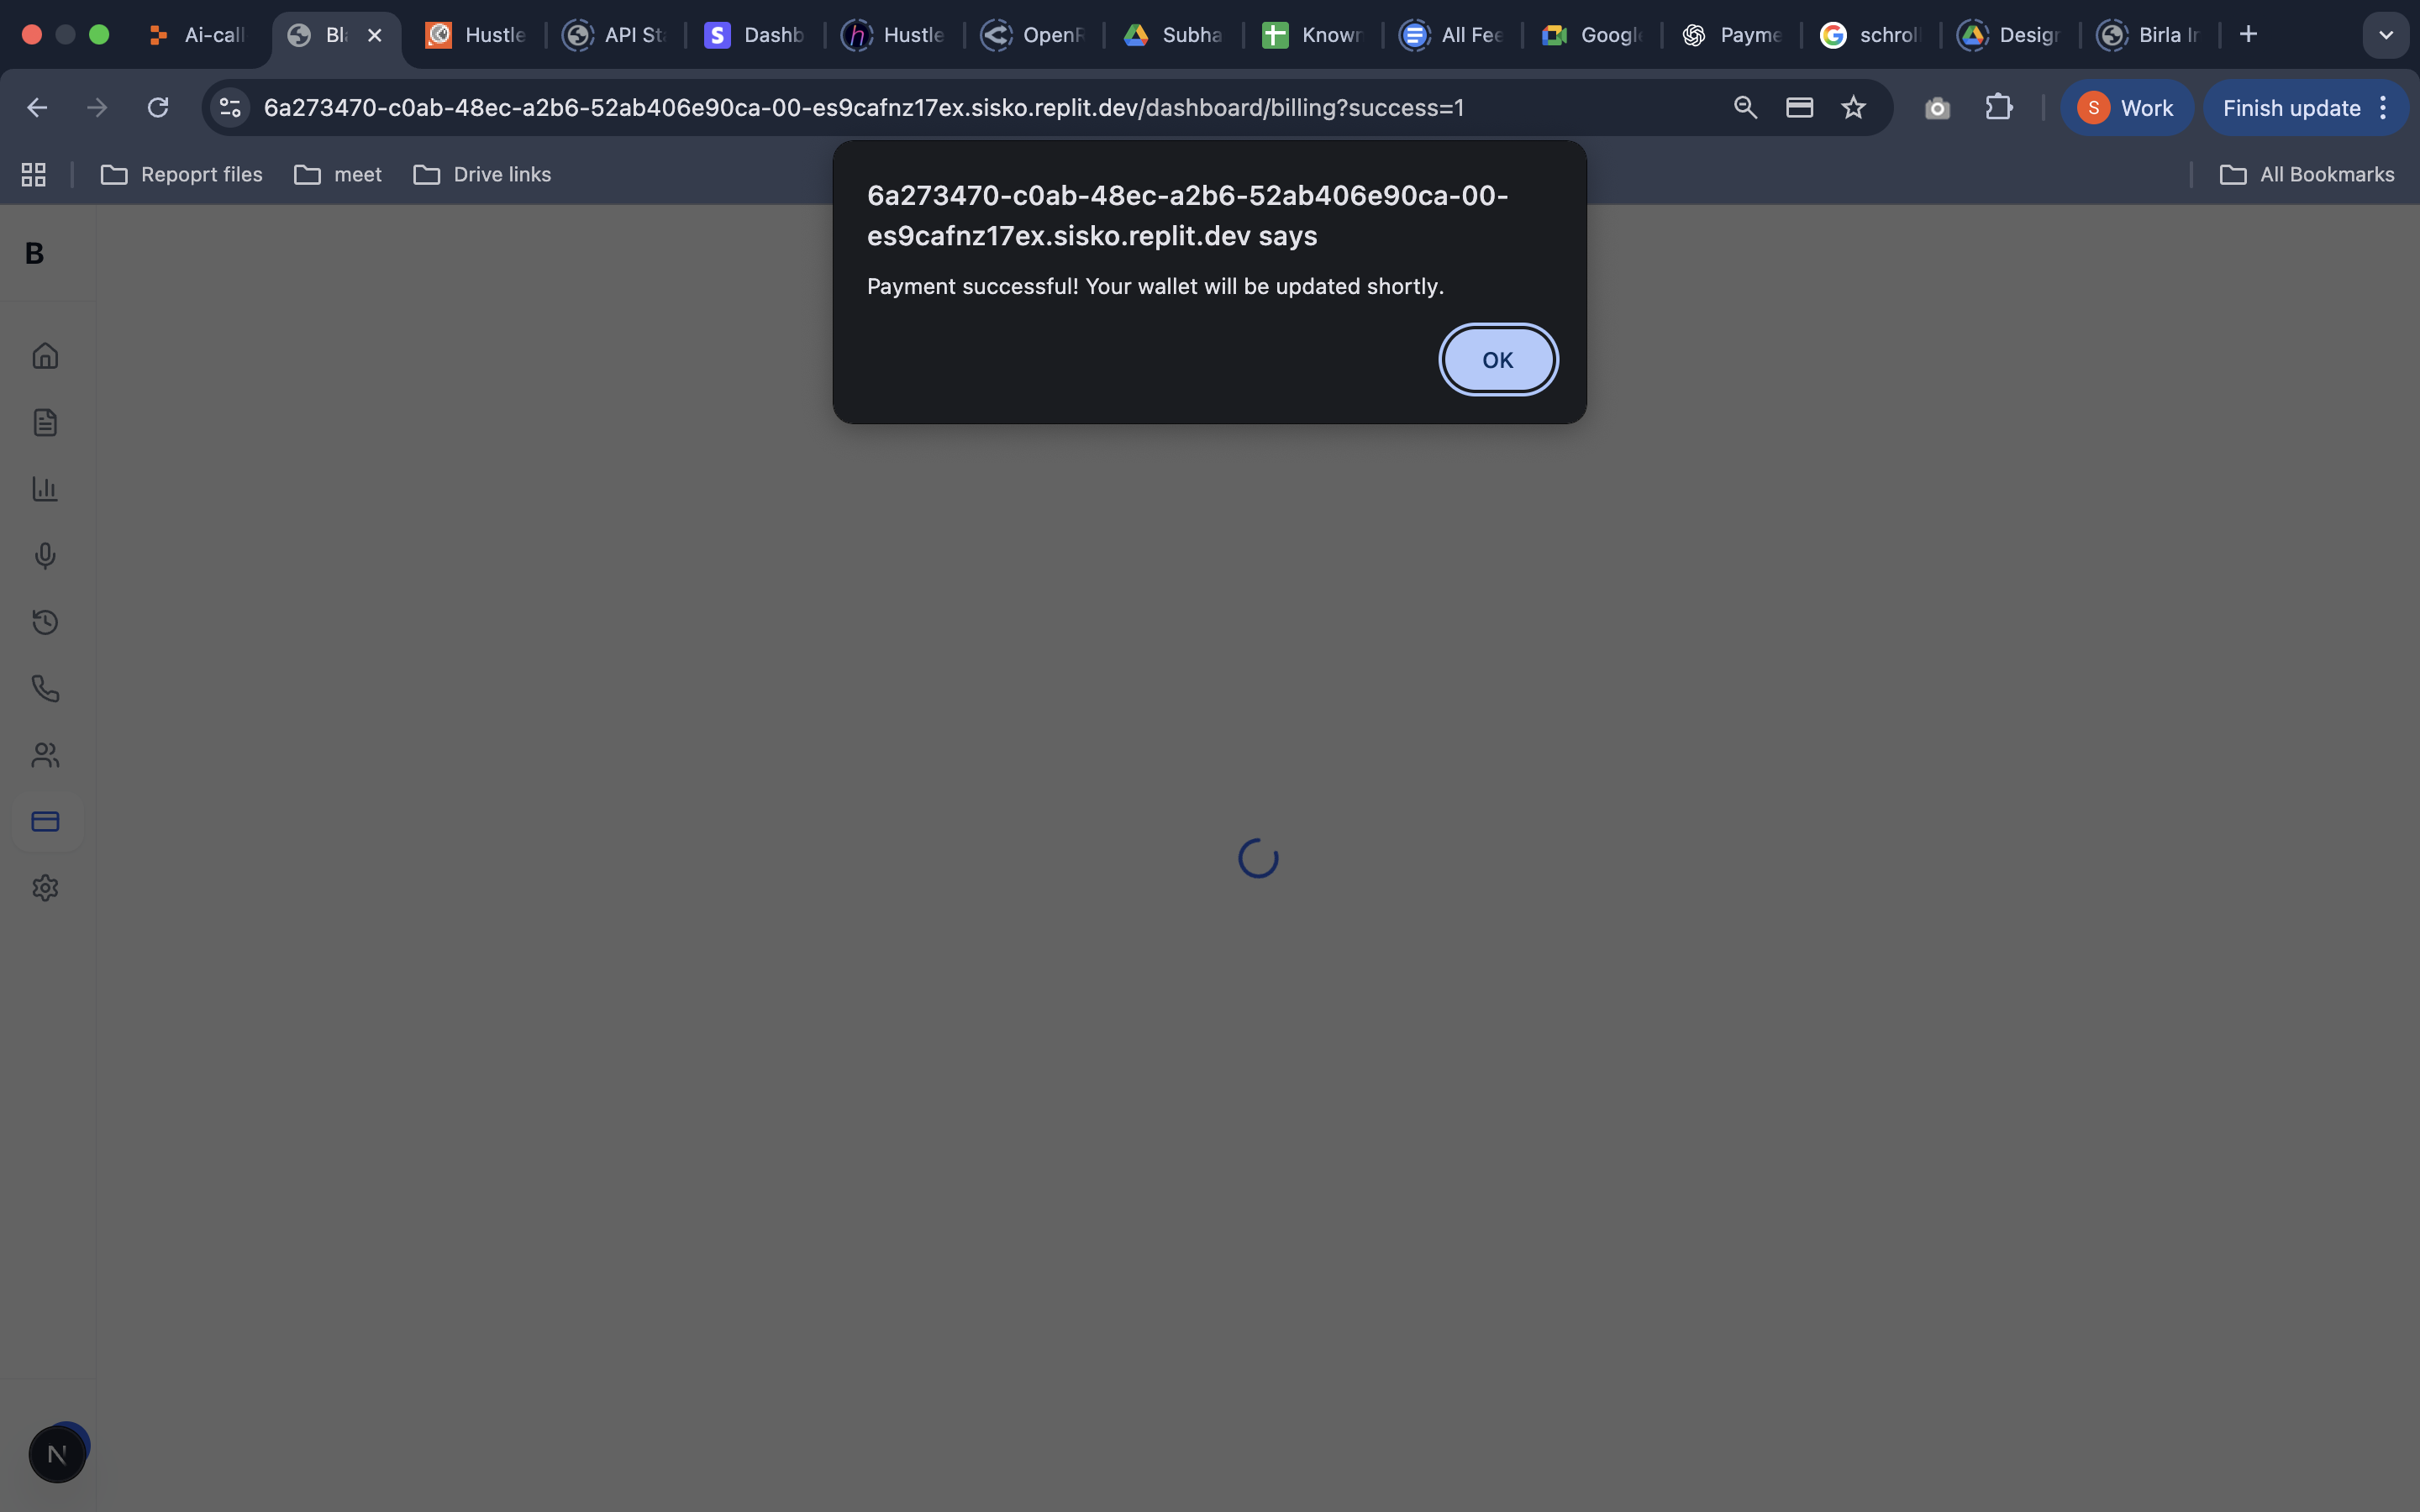 Ai-call
Bl
Hustle
API St
Dashb
Hustle
OpenR
Subha
Known
All Fee
Google
Payme
schroll
Design
Birla In
6a273470-c0ab-48ec-a2b6-52ab406e90ca-00-es9cafnz17ex.sisko.replit.dev/dashboard/billing?success=1
S
Work
Finish update
Repoprt files
meet
Drive links
All Bookmarks
6a273470-c0ab-48ec-a2b6-52ab406e90ca-00-
es9cafnz17ex.sisko.replit.dev says
Payment successful! Your wallet will be updated shortly.
OK
B
N